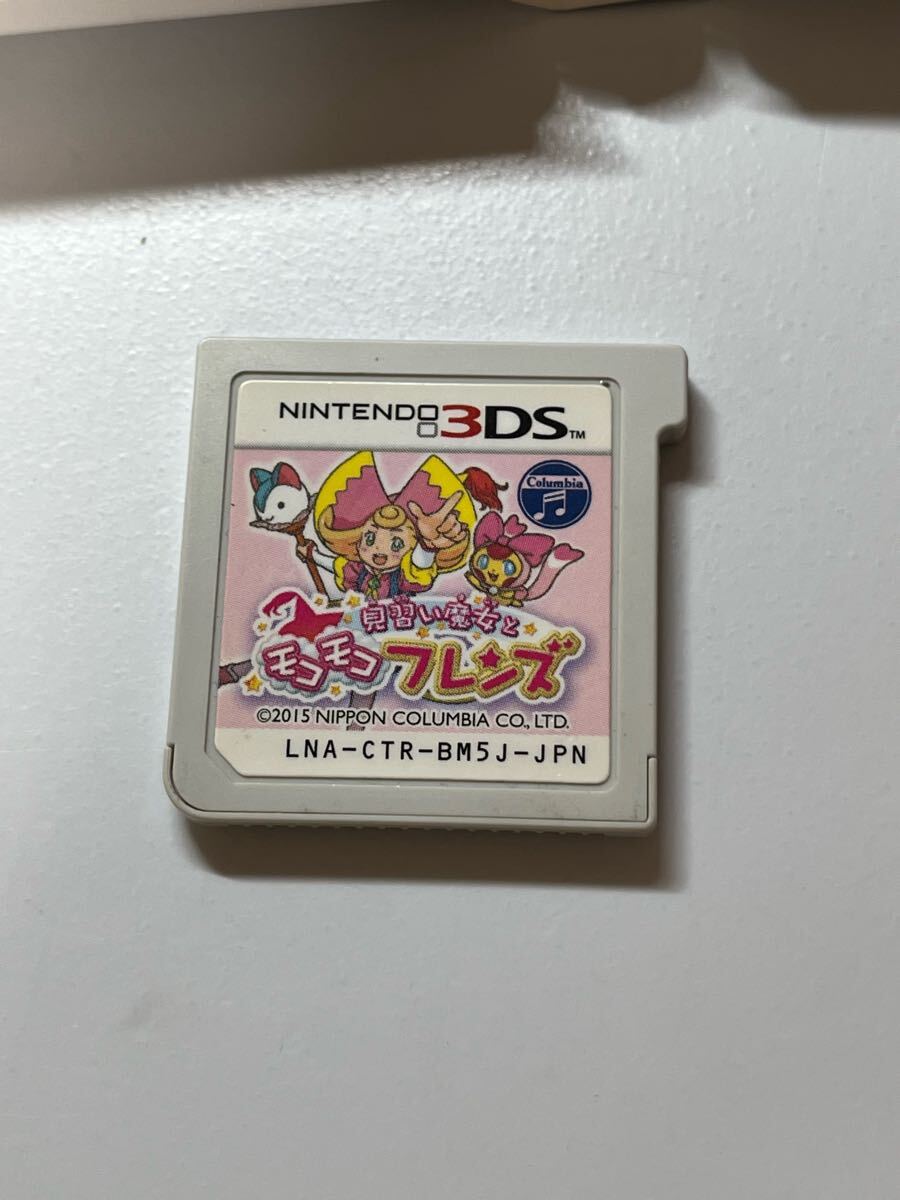 NINTENDO 3DS™
Columbia
見習い魔女と
モコモコフレンズ
©2015 NIPPON COLUMBIA CO., LTD.
LNA-CTR-BM5J-JPN